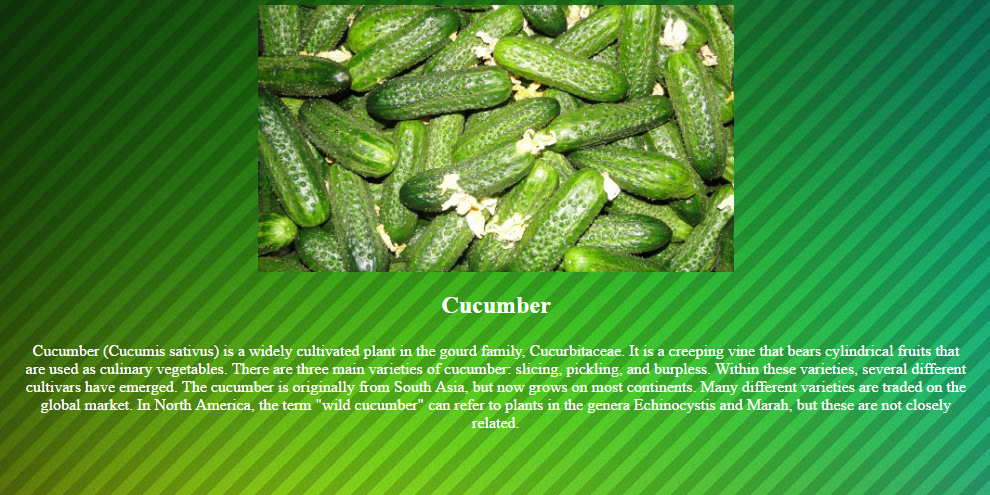 Cucumber
Cucumber (Cucumis sativus) is a widely cultivated plant in the gourd family, Cucurbitaceae. It is a creeping vine that bears cylindrical fruits that
are used as culinary vegetables. There are three main varieties of cucumber: slicing, pickling, and burpless. Within these varieties, several different
cultivars have emerged. The cucumber is originally from South Asia, but now grows on most continents. Many different varieties are traded on the
global market. In North America, the term "wild cucumber" can refer to plants in the genera Echinocystis and Marah, but these are not closely
related.